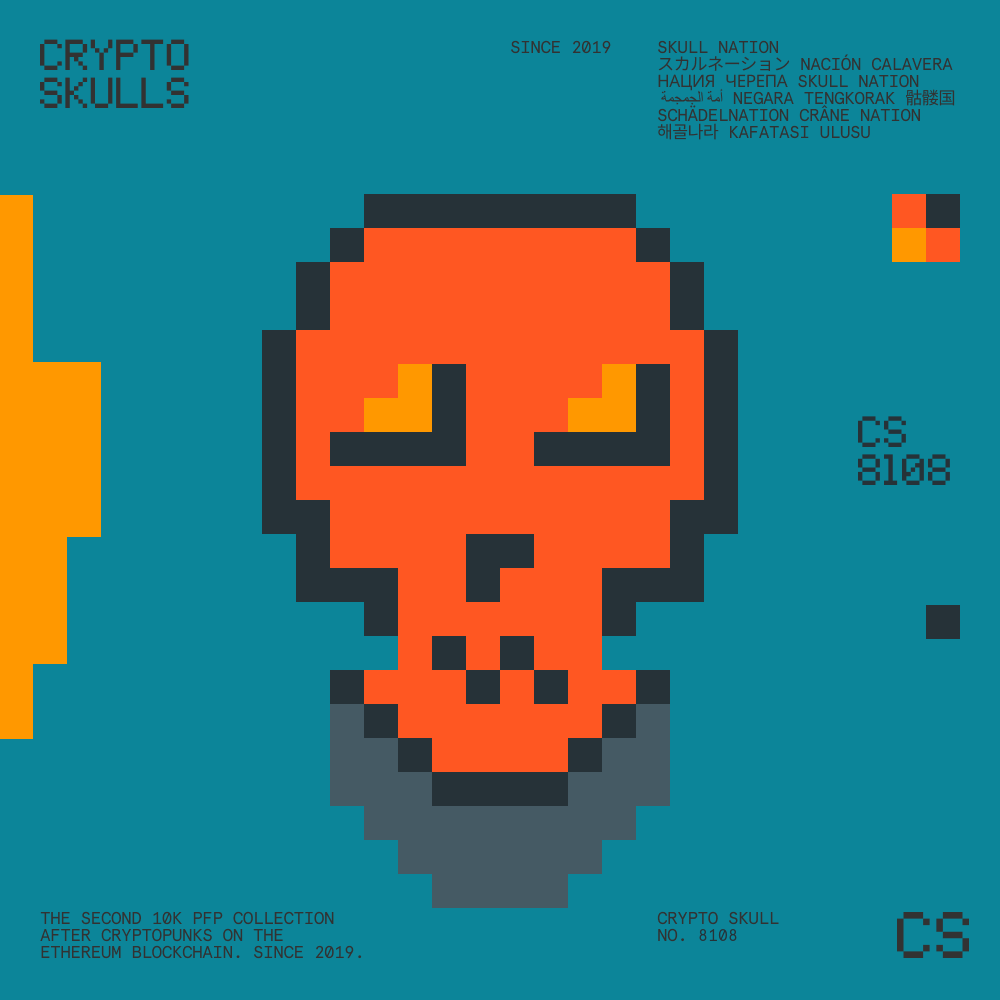 CRYPTO
SKULLS
SINCE 2019
SKULL NATION
スカルネーション NACIÓN CALAVERA
НАЦИЯ ЧЕРЕПА SKULL NATION
أمة الجمجمة NEGARA TENGKORAK 骷髅国
SCHÄDELNATION CRÂNE NATION
해골나라 KAFATASI ULUSU
CS
8108
THE SECOND 10K PFP COLLECTION
AFTER CRYPTOPUNKS ON THE
ETHEREUM BLOCKCHAIN. SINCE 2019.
CRYPTO SKULL
NO. 8108
CS